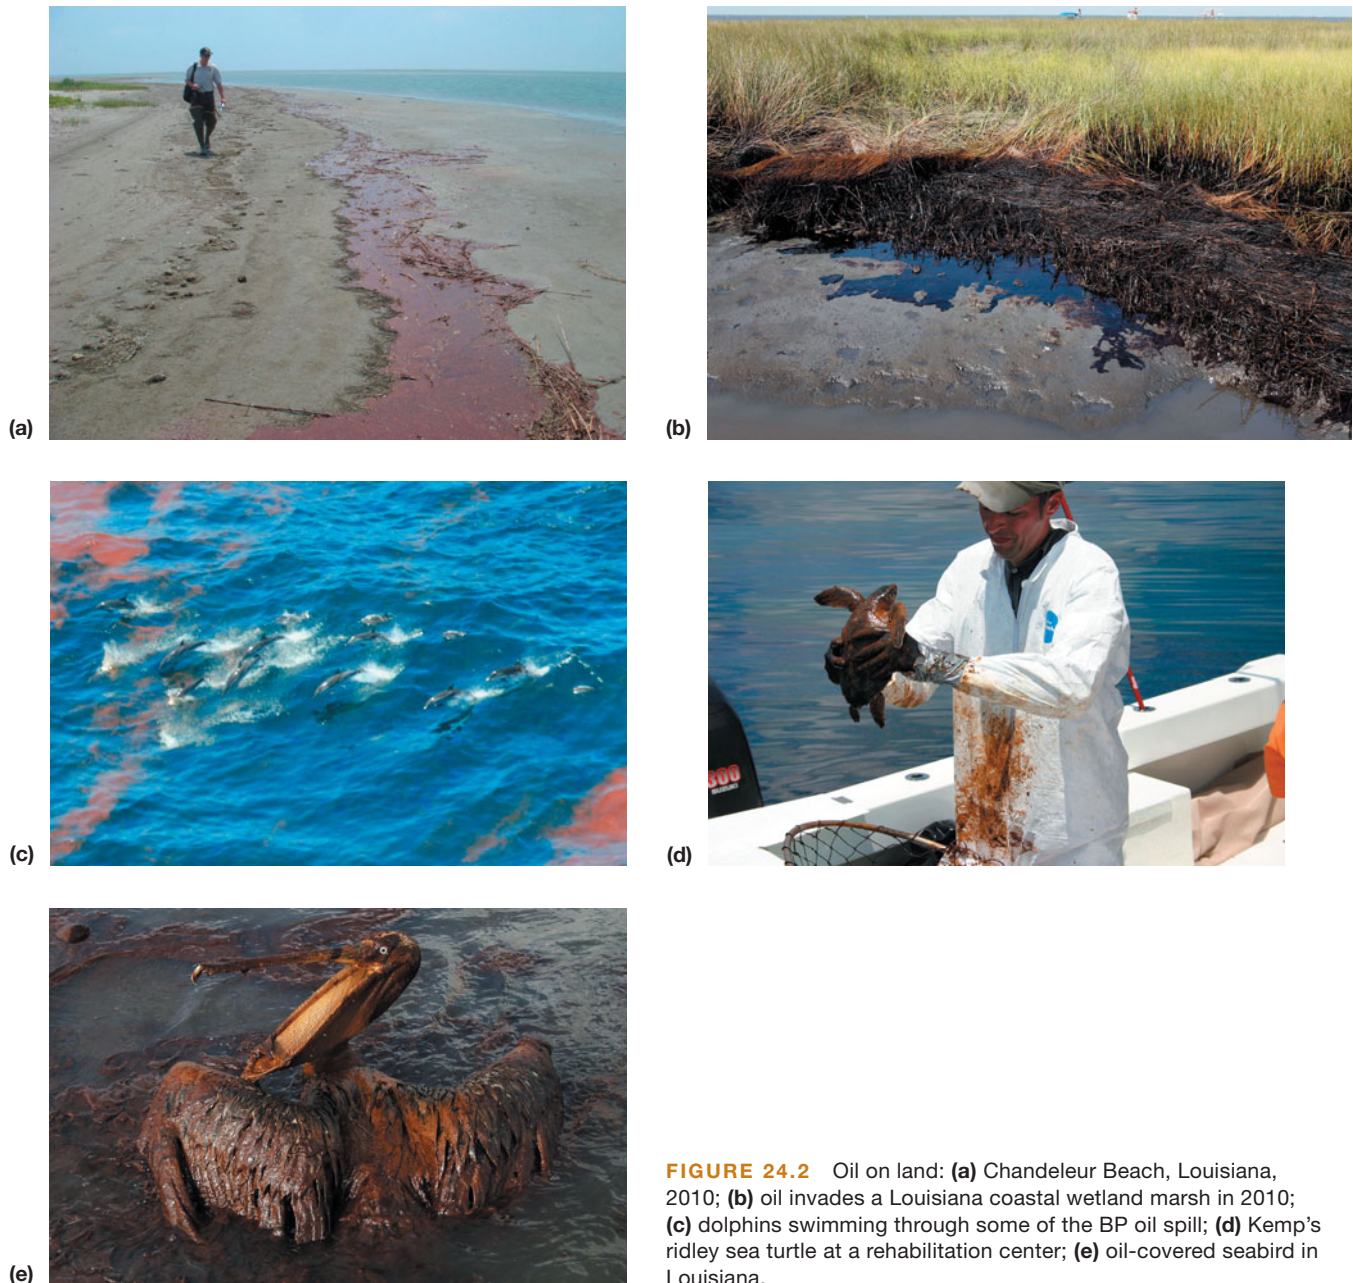 (a)
(b)
(c)
300
SUZUKI
(d)
(e)
FIGURE 24.2 Oil on land: (a) Chandeleur Beach, Louisiana,
2010; (b) oil invades a Louisiana coastal wetland marsh in 2010;
(c) dolphins swimming through some of the BP oil spill; (d) Kemp’s
ridley sea turtle at a rehabilitation center; (e) oil-covered seabird in
Louisiana.